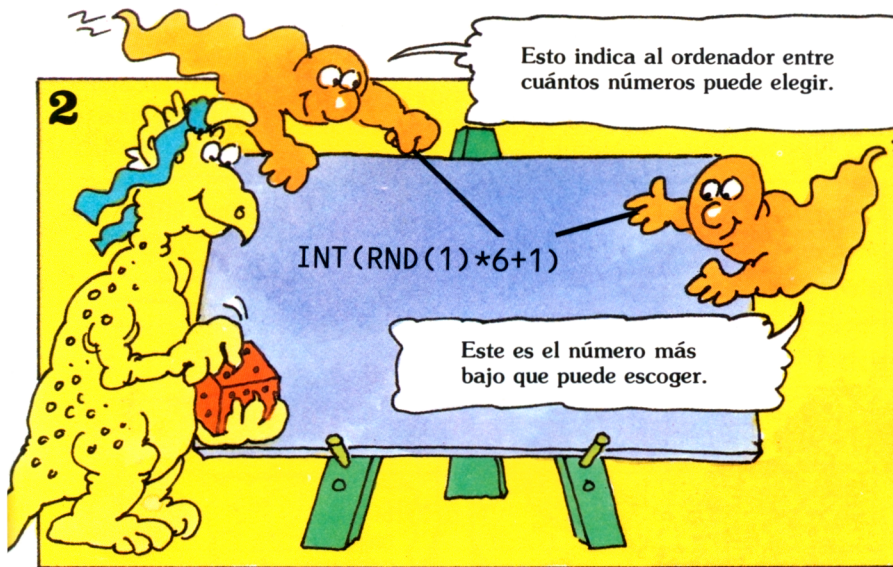 2
Esto indica al ordenador entre
cuántos números puede elegir.
INT(RND(1)*6+1)
Este es el número más
bajo que puede escoger.